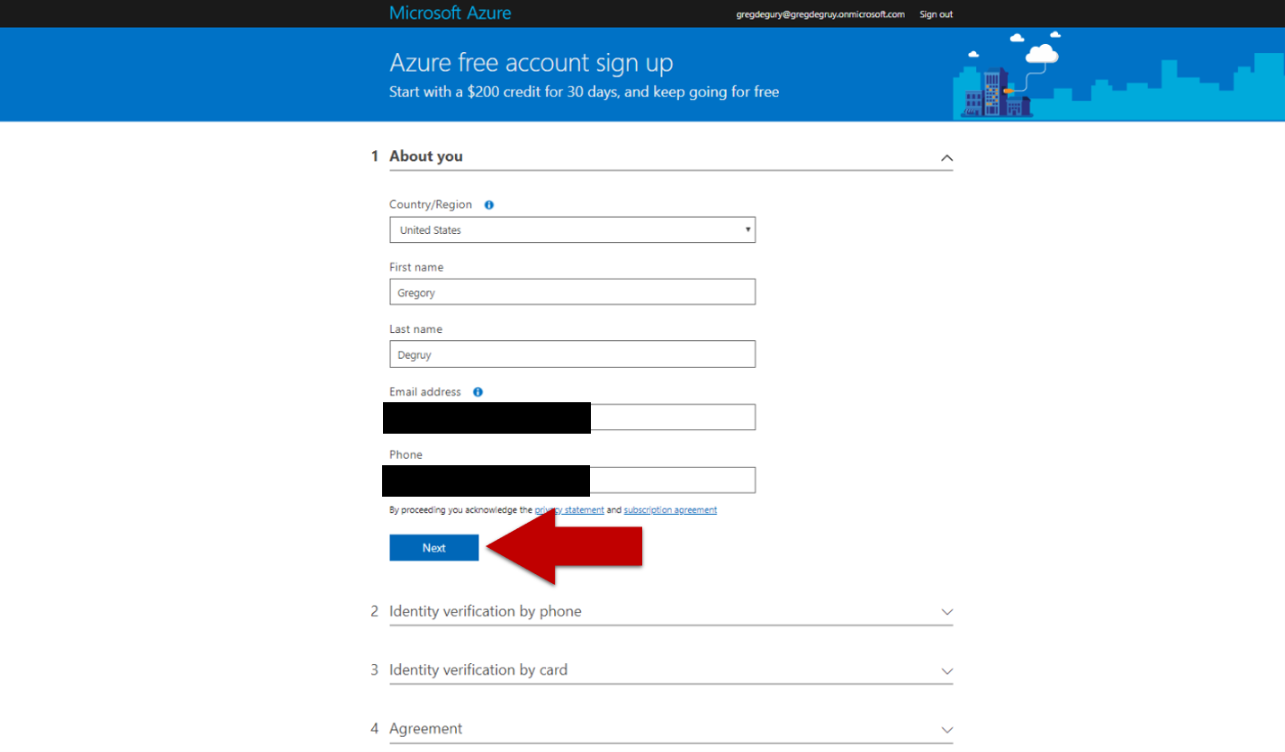 Microsoft Azure
gregdegury@gregdegruy.onmicrosoft.com Sign out
Azure free account sign up
Start with a $200 credit for 30 days, and keep going for free
1 About you
Country/Region
United States
First name
Gregory
Last name
Degruy
Email address
Phone
By proceeding you acknowledge the privacy statement and subscription agreement
Next
2 Identity verification by phone
3 Identity verification by card
4 Agreement